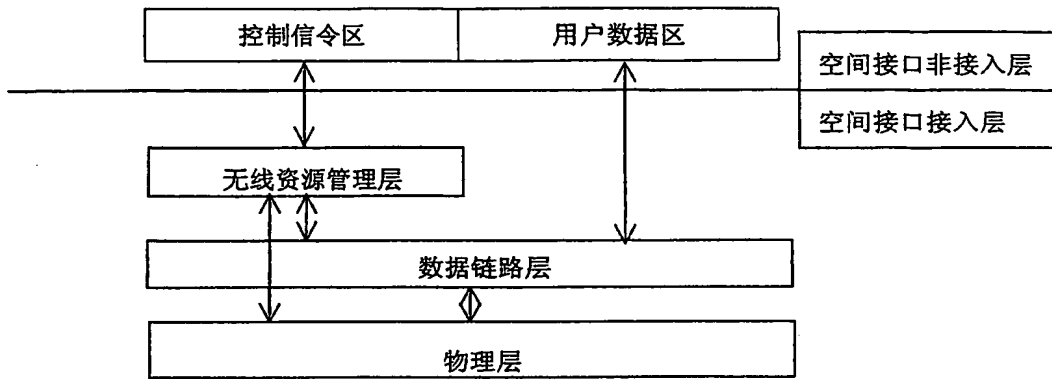 控制信令区
用户数据区
空间接口非接入层
空间接口接入层
无线资源管理层
数据链路层
物理层